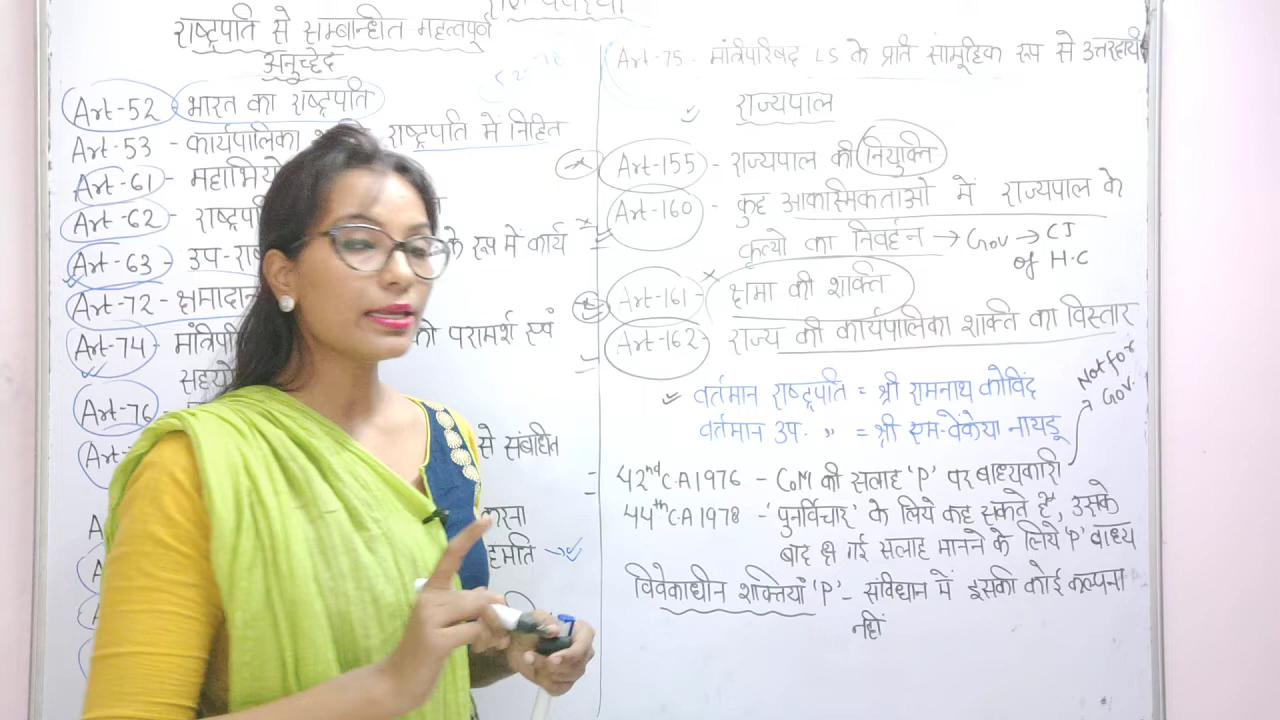 राष्ट्रपति से सम्बान्धित महत्वपूर्ण
अनुच्छेद
Art-52 - भारत का राष्ट्रपति
Art-53 - कार्यपालिका राष्ट्रपति में निहित
Art-61 - महाभियो
Art-62 - राष्ट्रपति
Art-63 - उप-राष् के रूप में कार्य
Art-72 - क्षमादान
Art-74 - मंत्रिप को परामर्श एवं
सहयो
Art-76 -
से संबंधित
करना
Art-75 - मंत्रिपरिषद LS के प्रति सामूहिक रूप से उत्तरदायी
राज्यपाल
Art-155 - राज्यपाल की नियुक्ति
Art-160 - कुछ आकास्मिकताओं में राज्यपाल के
कृत्यो का निर्वहन → Gov → CJ
of H.C
Art-161 - क्षमा की शक्ति
Art-162 - राज्य की कार्यपालिका शक्ति का विस्तार
वर्तमान राष्ट्रपति = श्री रामनाथ कोविंद
वर्तमान उप. " = श्री एम-वेंकैया नायडू
Not for
Gov.
42nd C.A 1976 - CoM की सलाह 'P' पर बाध्यकारी
44th C.A 1978 - 'पुनर्विचार' के लिये कह सकते है, उसके
बाद दी गई सलाह मानने के लिये 'P' बाध्य
विवेकाधीन शक्तियाँ 'P' - संविधान में इसकी कोई कल्पना
नहीं